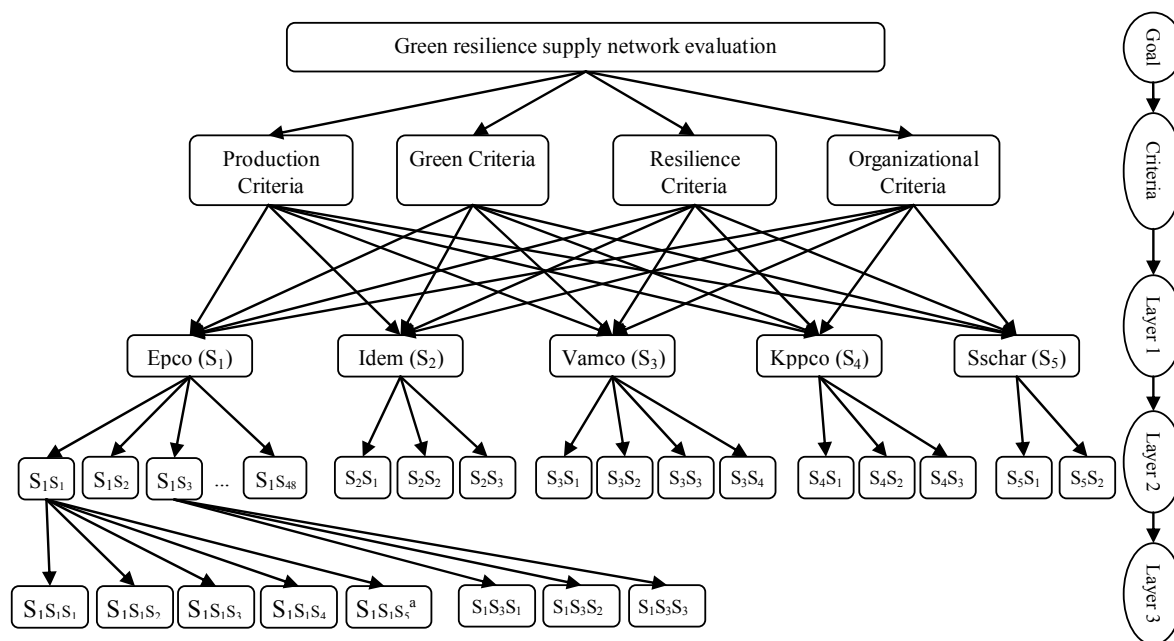 Green resilience supply network evaluation
Goal
Production
Criteria
Green Criteria
Resilience
Criteria
Organizational
Criteria
Criteria
Epco (S₁)
Idem (S₂)
Vamco (S₃)
Kppco (S₄)
Sschar (S₅)
Layer 1
S₁S₁
S₁S₂
S₁S₃
...
S₁S₄₈
S₂S₁
S₂S₂
S₂S₃
S₃S₁
S₃S₂
S₃S₃
S₃S₄
S₄S₁
S₄S₂
S₄S₃
S₅S₁
S₅S₂
Layer 2
S₁S₁S₁
S₁S₁S₂
S₁S₁S₃
S₁S₁S₄
S₁S₁S₅ᵃ
S₁S₃S₁
S₁S₃S₂
S₁S₃S₃
Layer 3